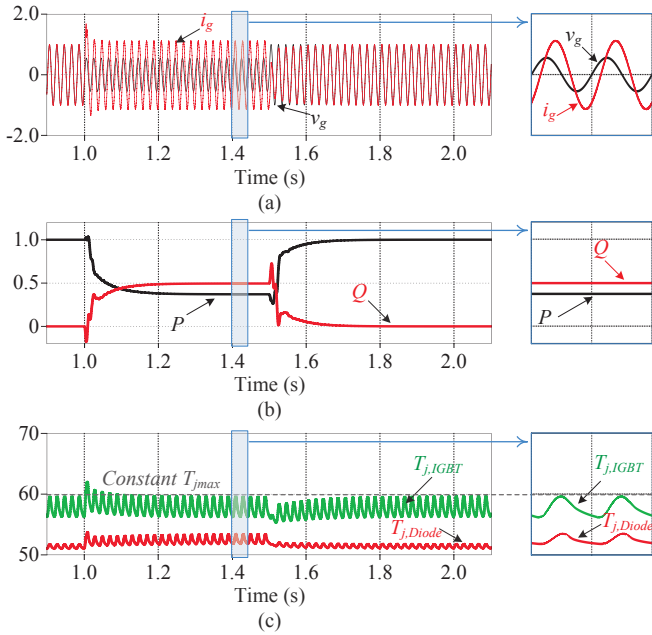 2.0
0
-2.0
i_g
v_g
v_g
i_g
1.0 1.2 1.4 1.6 1.8 2.0
Time (s)
(a)
1.0
0.5
0
P
Q
Q
P
1.0 1.2 1.4 1.6 1.8 2.0
Time (s)
(b)
70
60
50
Constant T_jmax
T_j,IGBT
T_j,Diode
T_j,IGBT
T_j,Diode
1.0 1.2 1.4 1.6 1.8 2.0
Time (s)
(c)